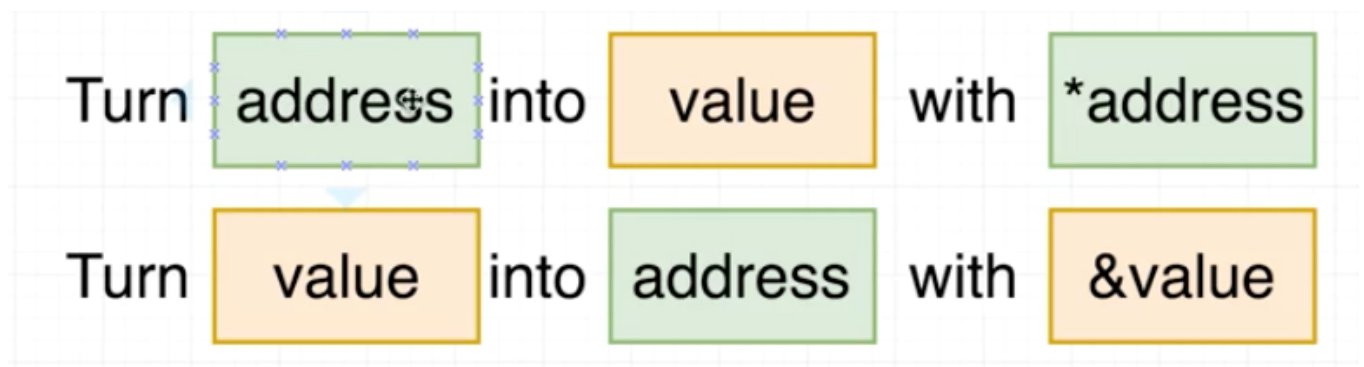 Turn address into value with *address
Turn value into address with &value